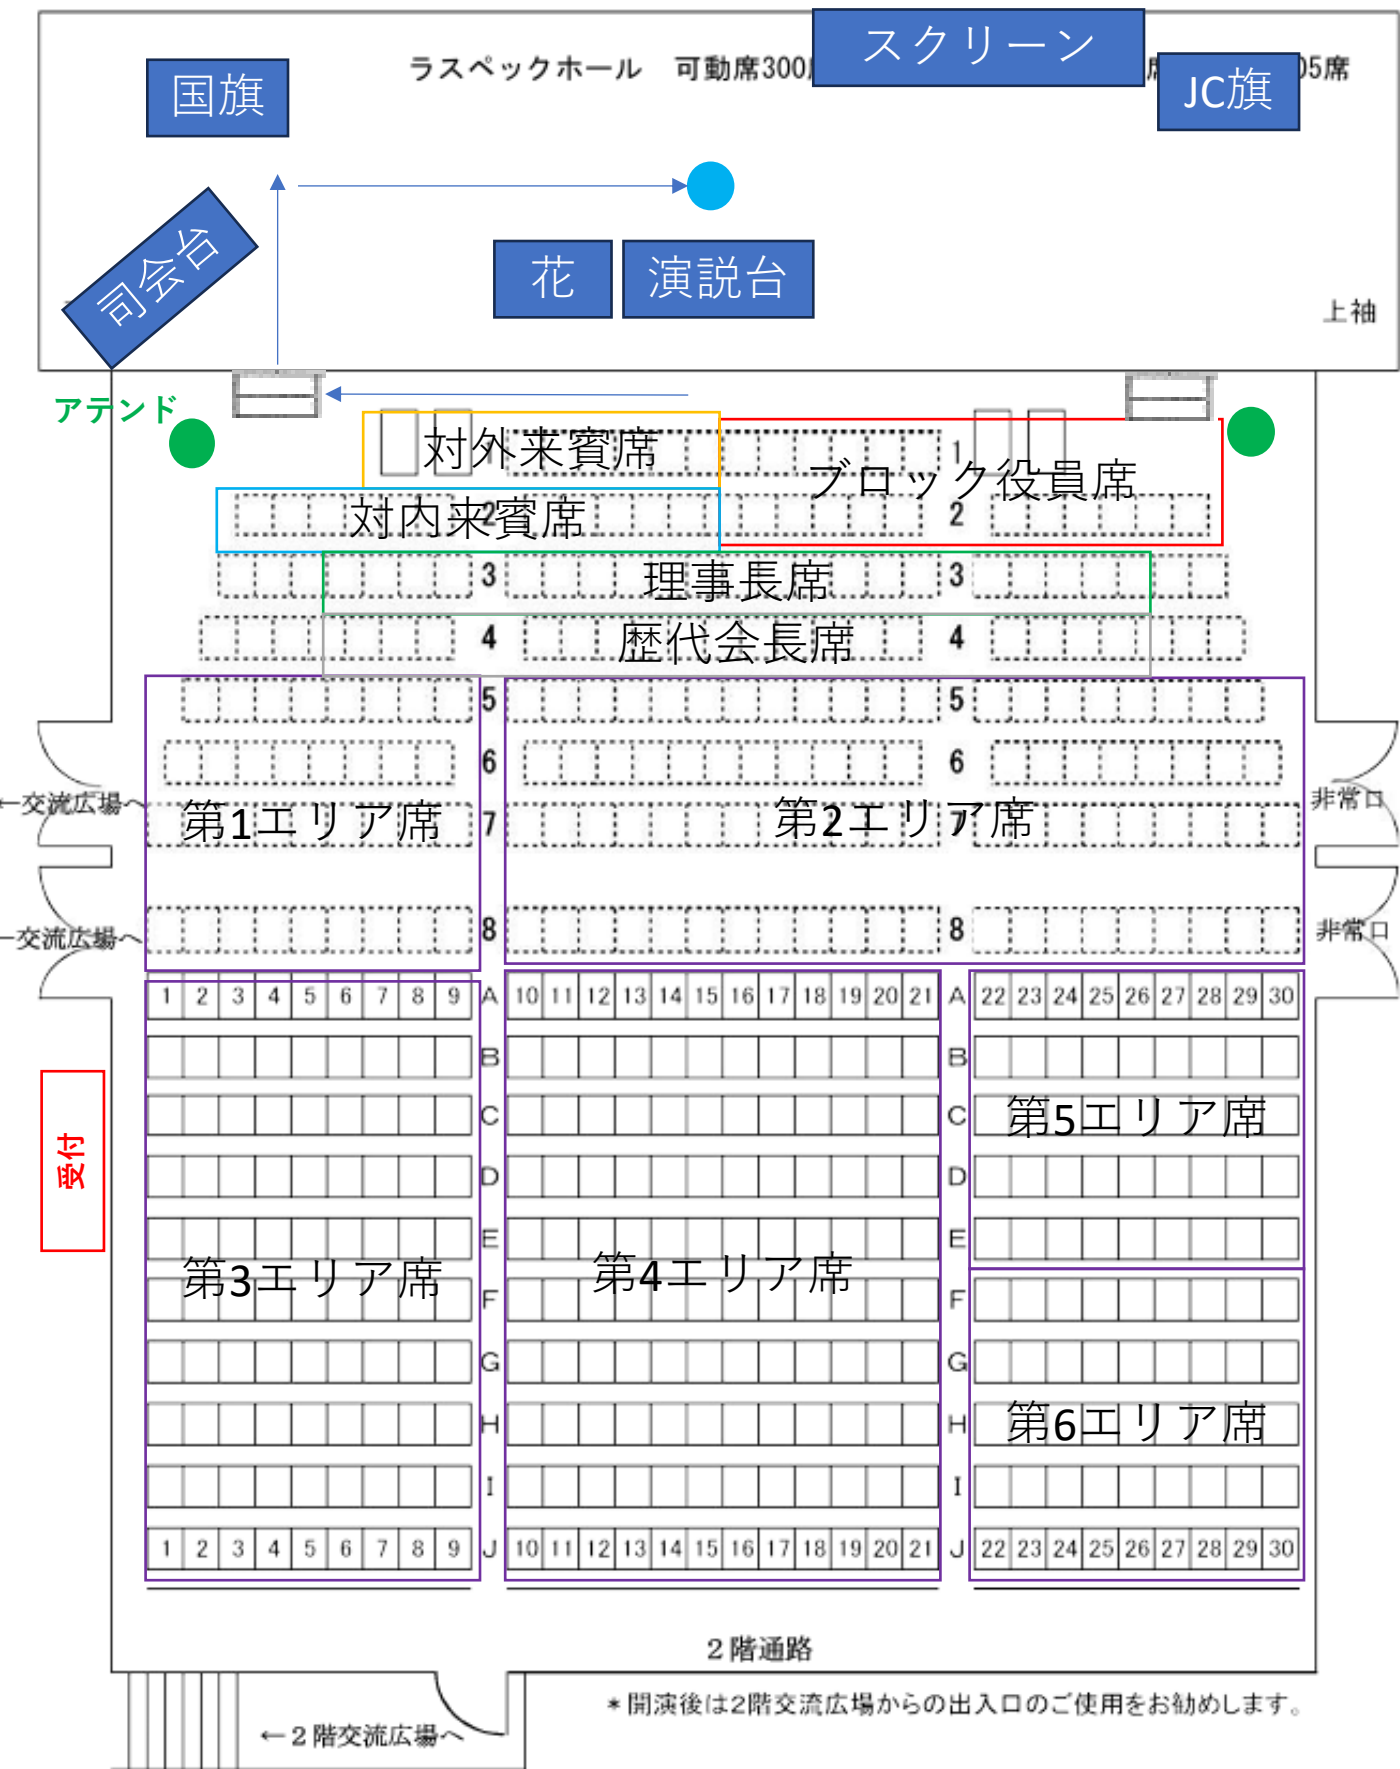 スクリーン
ラスペックホール 可動席300
05席
国旗
JC旗
司会台
花
演説台
上袖
アテンド
対外来賓席
1
1
ブロック役員席
対内来賓席
2
2
3
理事長席
3
4
歴代会長席
4
5
5
6
6
←交流広場へ
第1エリア席
7
第2エリア席
7
非常口
←交流広場へ
8
8
非常口
1 2 3 4 5 6 7 8 9 A 10 11 12 13 14 15 16 17 18 19 20 21 A 22 23 24 25 26 27 28 29 30
B
B
C
C
第5エリア席
受付
D
D
E
E
第3エリア席
第4エリア席
F
F
G
G
H
H
第6エリア席
I
I
1 2 3 4 5 6 7 8 9 J 10 11 12 13 14 15 16 17 18 19 20 21 J 22 23 24 25 26 27 28 29 30
2階通路
*開演後は2階交流広場からの出入口のご使用をお勧めします。
←2階交流広場へ